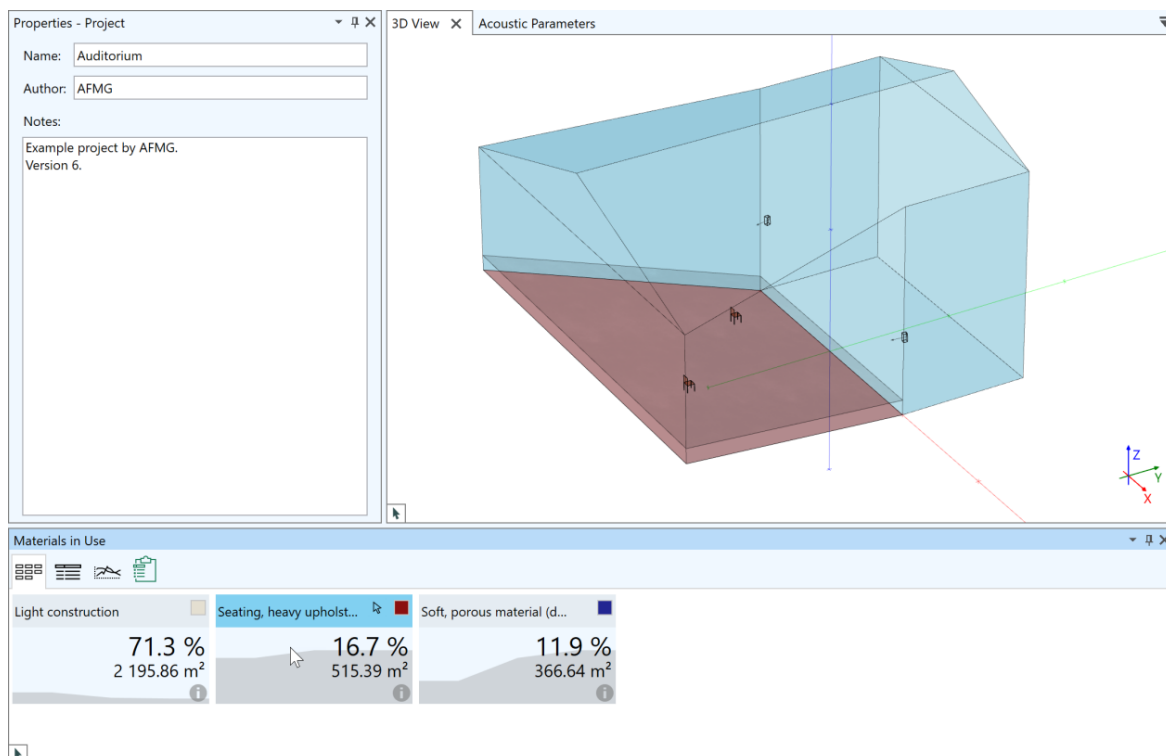 Properties - Project
Name: Auditorium
Author: AFMG
Notes:
Example project by AFMG.
Version 6.
3D View
Acoustic Parameters
Z
Y
X
Materials in Use
Light construction
71.3 %
2 195.86 m²
Seating, heavy upholst...
16.7 %
515.39 m²
Soft, porous material (d...
11.9 %
366.64 m²